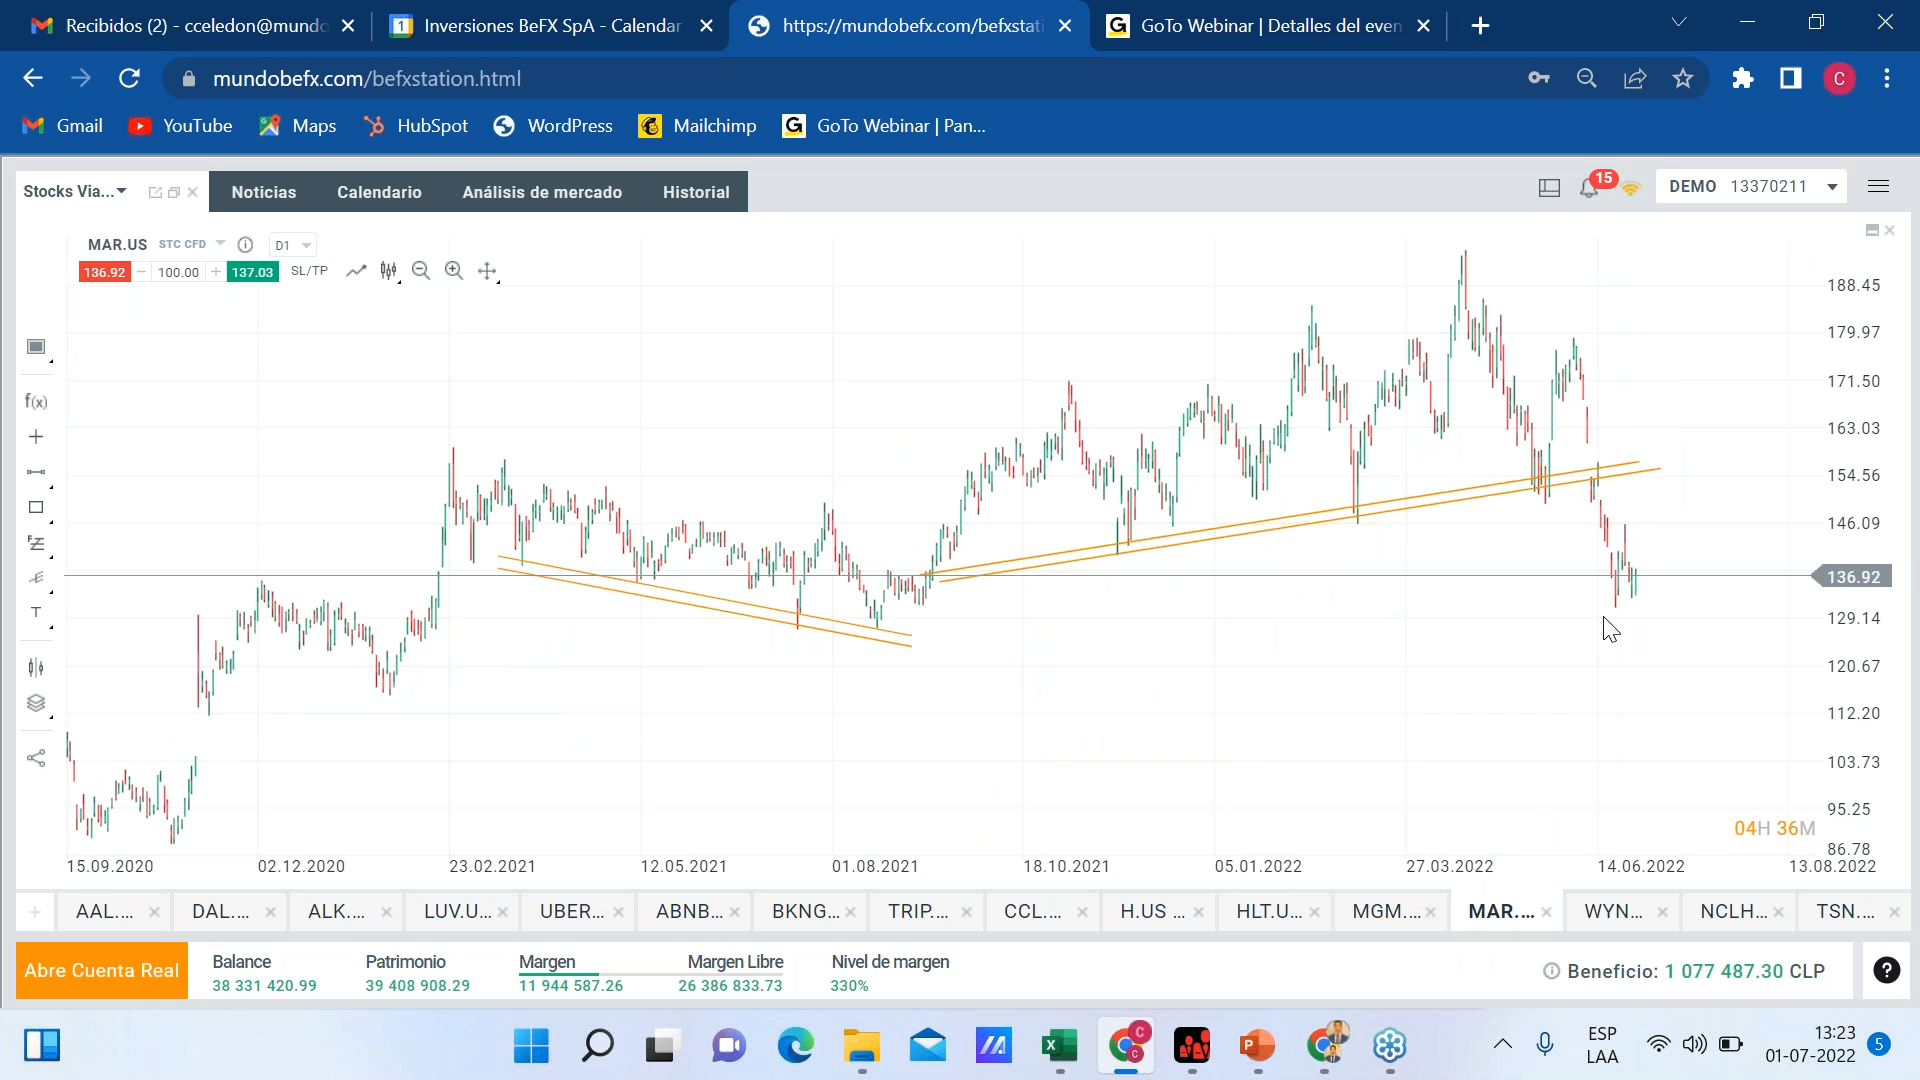 Recibidos (2) - cceledon@mundo
Inversiones BeFX SpA - Calendar
https://mundobefx.com/befxstati
GoTo Webinar | Detalles del even
mundobefx.com/befxstation.html
C
Gmail
YouTube
Maps
HubSpot
WordPress
Mailchimp
GoTo Webinar | Pan...
Stocks Via...
Noticias
Calendario
Análisis de mercado
Historial
15
DEMO 13370211
MAR.US STC CFD D1
136.92 − 100.00 + 137.03 SL/TP
f(x)
T
188.45
179.97
171.50
163.03
154.56
146.09
136.92
129.14
120.67
112.20
103.73
95.25
86.78
04H 36M
15.09.2020
02.12.2020
23.02.2021
12.05.2021
01.08.2021
18.10.2021
05.01.2022
27.03.2022
14.06.2022
13.08.2022
AAL....
DAL....
ALK....
LUV.U...
UBER...
ABNB...
BKNG...
TRIP....
CCL....
H.US ...
HLT.U...
MGM....
MAR....
WYN...
NCLH...
TSN....
Abre Cuenta Real
Balance
38 331 420.99
Patrimonio
39 408 908.29
Margen
11 944 587.26
Margen Libre
26 386 833.73
Nivel de margen
330%
Beneficio: 1 077 487.30 CLP
ESP
LAA
13:23
01-07-2022
5